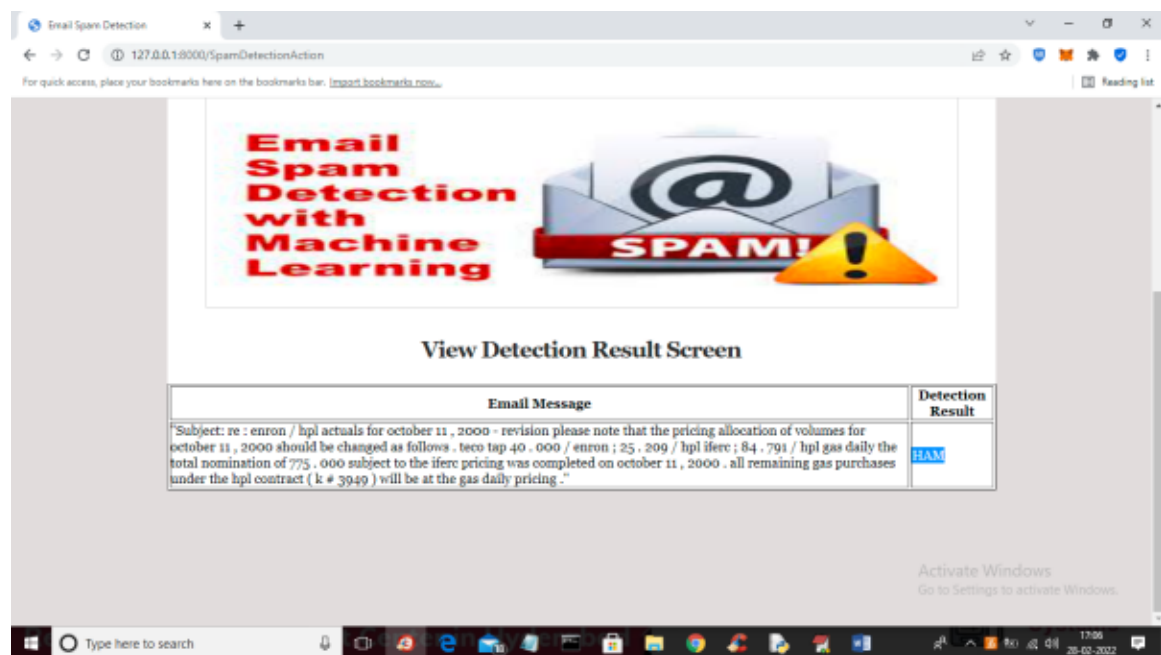 Email Spam Detection
127.0.0.1:8000/SpamDetectionAction
For quick access, place your bookmarks here on the bookmarks bar. Import bookmarks now...
Reading list
Email
Spam
Detection
with
Machine
Learning
@
SPAM!
View Detection Result Screen
Email Message
Detection
Result
"Subject: re : enron / hpl actuals for october 11 , 2000 - revision please note that the pricing allocation of volumes for
october 11 , 2000 should be changed as follows . teco tap 40 . 000 / enron ; 25 . 209 / hpl iferc ; 84 . 791 / hpl gas daily the
total nomination of 775 . 000 subject to the iferc pricing was completed on october 11 , 2000 . all remaining gas purchases
under the hpl contract ( k # 3949 ) will be at the gas daily pricing ."
HAM
Activate Windows
Go to Settings to activate Windows.
Type here to search
17:06
28-02-2022